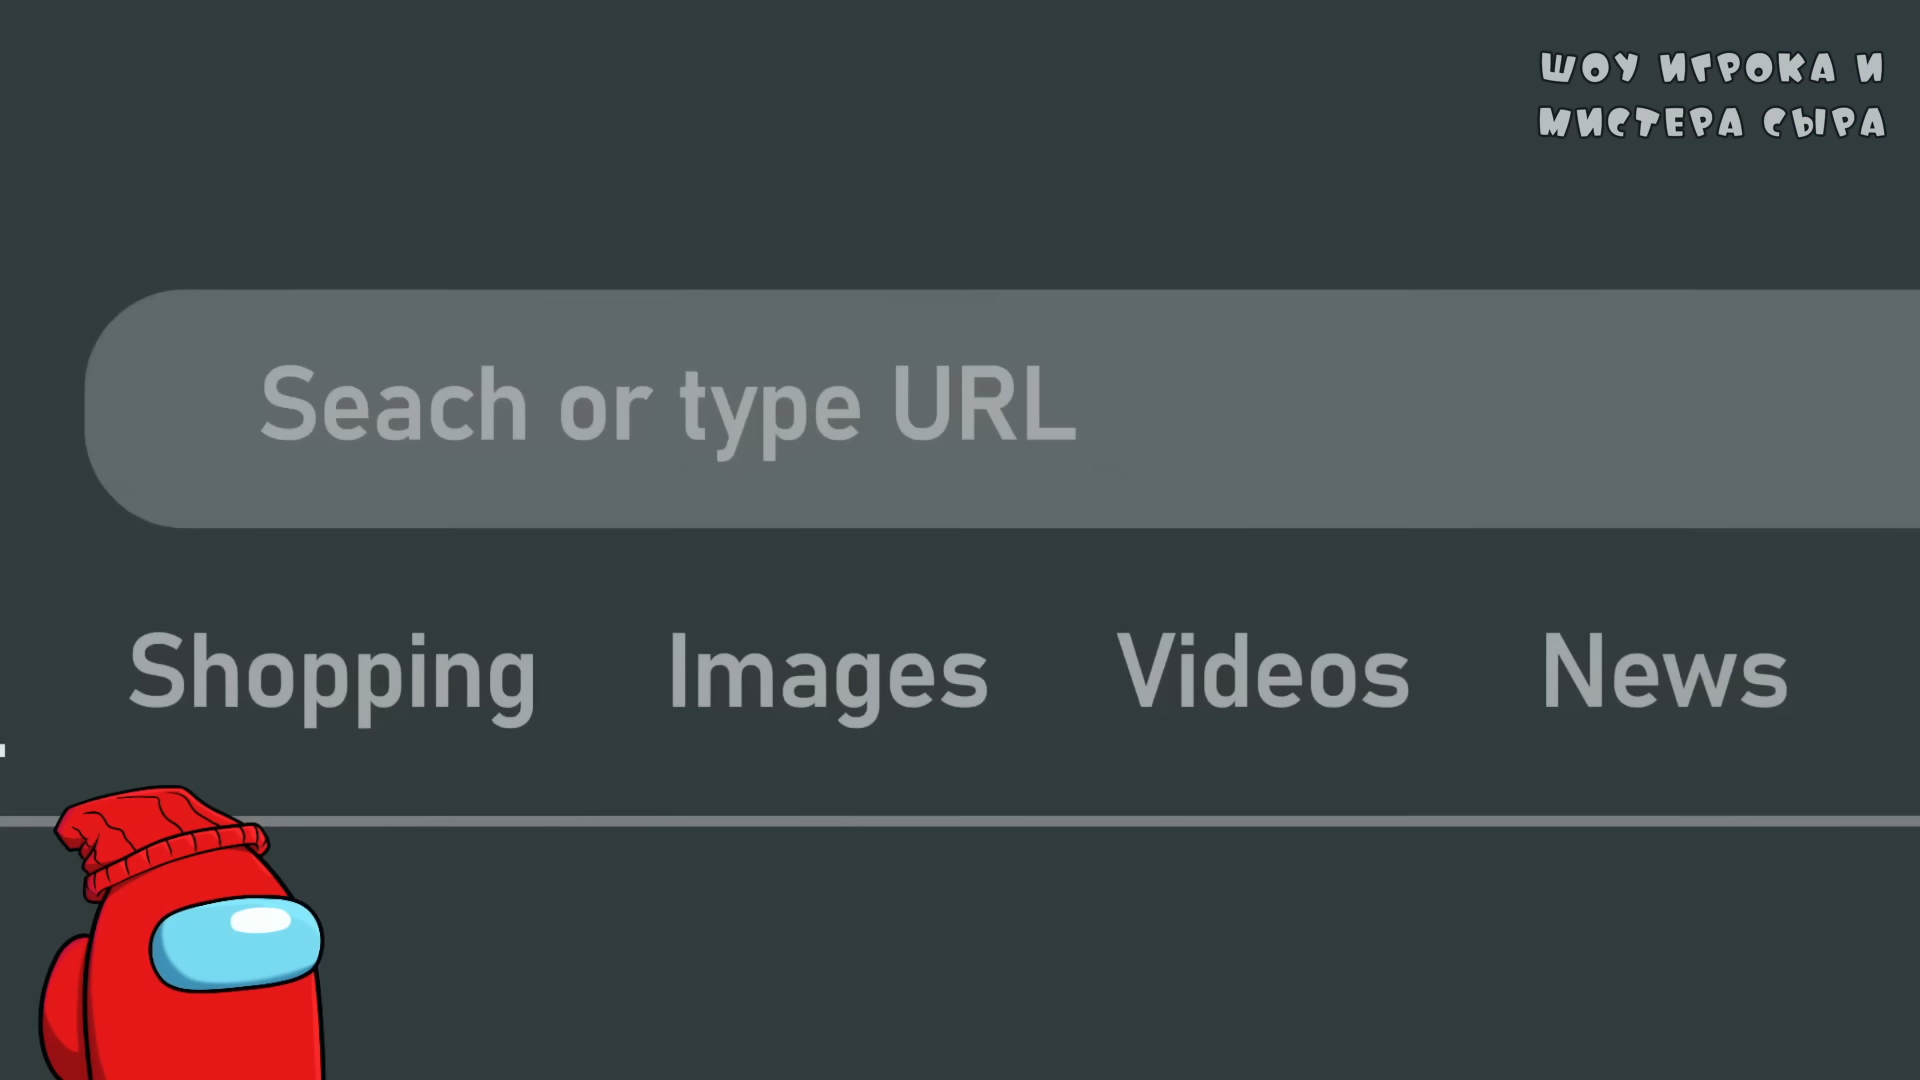 ШОУ ИГРОКА И
МИСТЕРА СЫРА
Seach or type URL
Shopping Images Videos News